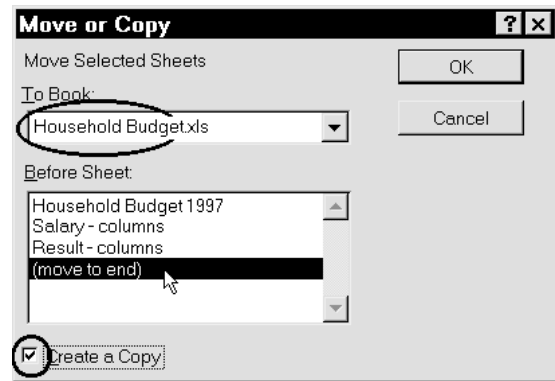 Move or Copy
Move Selected Sheets
OK
To Book:
Household Budget.xls
Cancel
Before Sheet:
Household Budget 1997
Salary - columns
Result - columns
(move to end)
Create a Copy